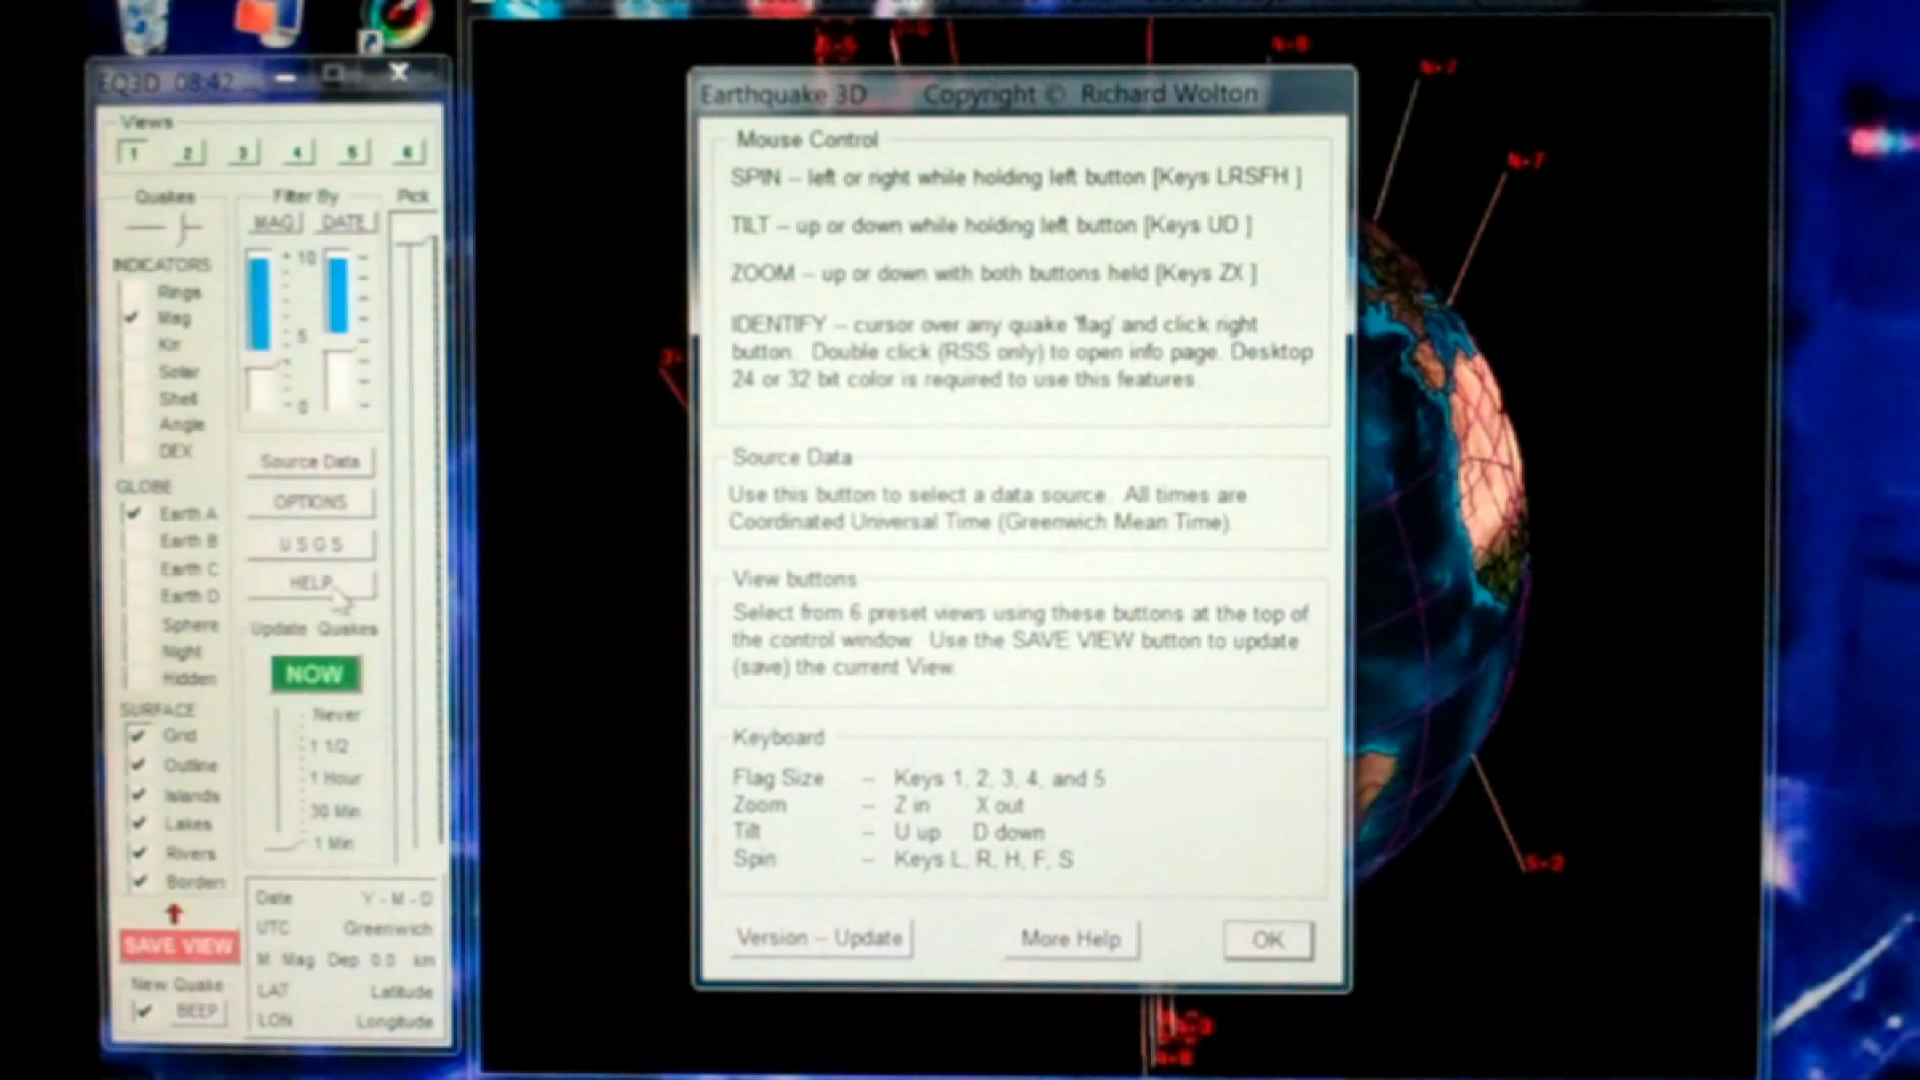 EQ3D 08:42
Views
1 2 3 4 5 6
Quakes
Filter By
Pick
MAG DATE
10
5
0
INDICATORS
Rings
Mag
Krr
Solar
Shell
Angle
DEX
GLOBE
Earth A
Earth B
Earth C
Earth D
Sphere
Night
Hidden
SURFACE
Grid
Outline
Islands
Lakes
Rivers
Borders
SAVE VIEW
New Quake
BEEP
Source Data
OPTIONS
U S G S
HELP
Update Quakes
NOW
Never
1 1/2
1 Hour
30 Min
1 Min
Date Y - M - D
UTC Greenwich
M Mag Dep 0.0 km
LAT Latitude
LON Longitude
Earthquake 3D Copyright © Richard Wolton
Mouse Control
SPIN -- left or right while holding left button [Keys LRSFH ]
TILT -- up or down while holding left button [Keys UD ]
ZOOM -- up or down with both buttons held [Keys ZX ]
IDENTIFY -- cursor over any quake 'flag' and click right
button. Double click (RSS only) to open info page. Desktop
24 or 32 bit color is required to use this features.
Source Data
Use this button to select a data source. All times are
Coordinated Universal Time (Greenwich Mean Time).
View buttons
Select from 6 preset views using these buttons at the top of
the control window. Use the SAVE VIEW button to update
(save) the current View.
Keyboard
Flag Size -- Keys 1, 2, 3, 4, and 5
Zoom -- Z in X out
Tilt -- U up D down
Spin -- Keys L, R, H, F, S
Version -- Update
More Help
OK